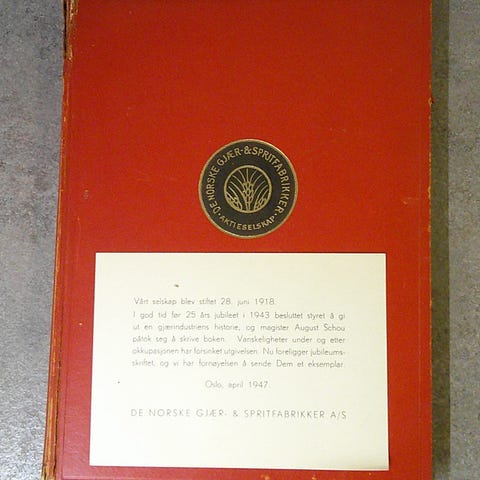 DE NORSKE GJÆR- & SPRITFABRIKKER
• AKTIESELSKAP •
Vårt selskap blev stiftet 28. juni 1918.
I god tid før 25 års jubileet i 1943 besluttet styret å gi
ut en gjærindustriens historie, og magister August Schou
påtok seg å skrive boken. Vanskeligheter under og etter
okkupasjonen har forsinket utgivelsen. Nu foreligger jubileums-
skriftet, og vi har fornøyelsen å sende Dem et eksemplar.
Oslo, april 1947.
DE NORSKE GJÆR- & SPRITFABRIKKER A/S